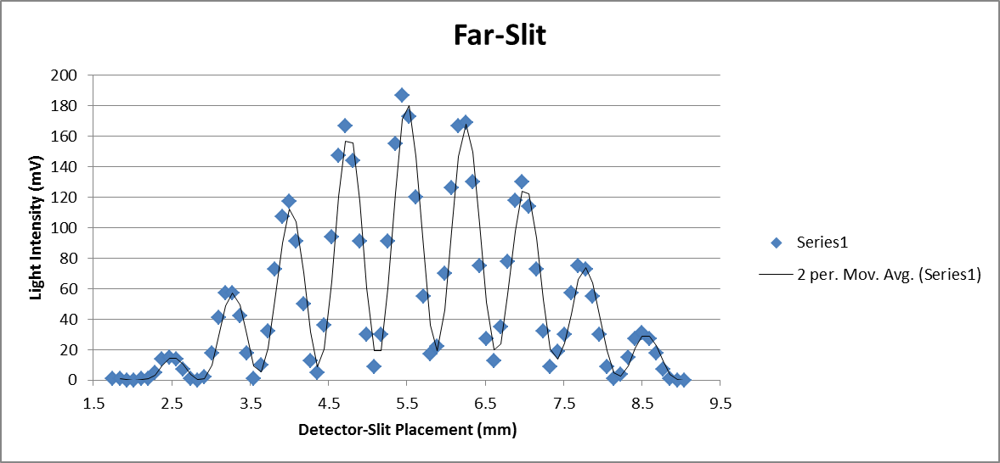 Far-Slit
Light Intensity (mV)
200
180
160
140
120
100
80
60
40
20
0
1.5 2.5 3.5 4.5 5.5 6.5 7.5 8.5 9.5
Detector-Slit Placement (mm)
Series1
2 per. Mov. Avg. (Series1)